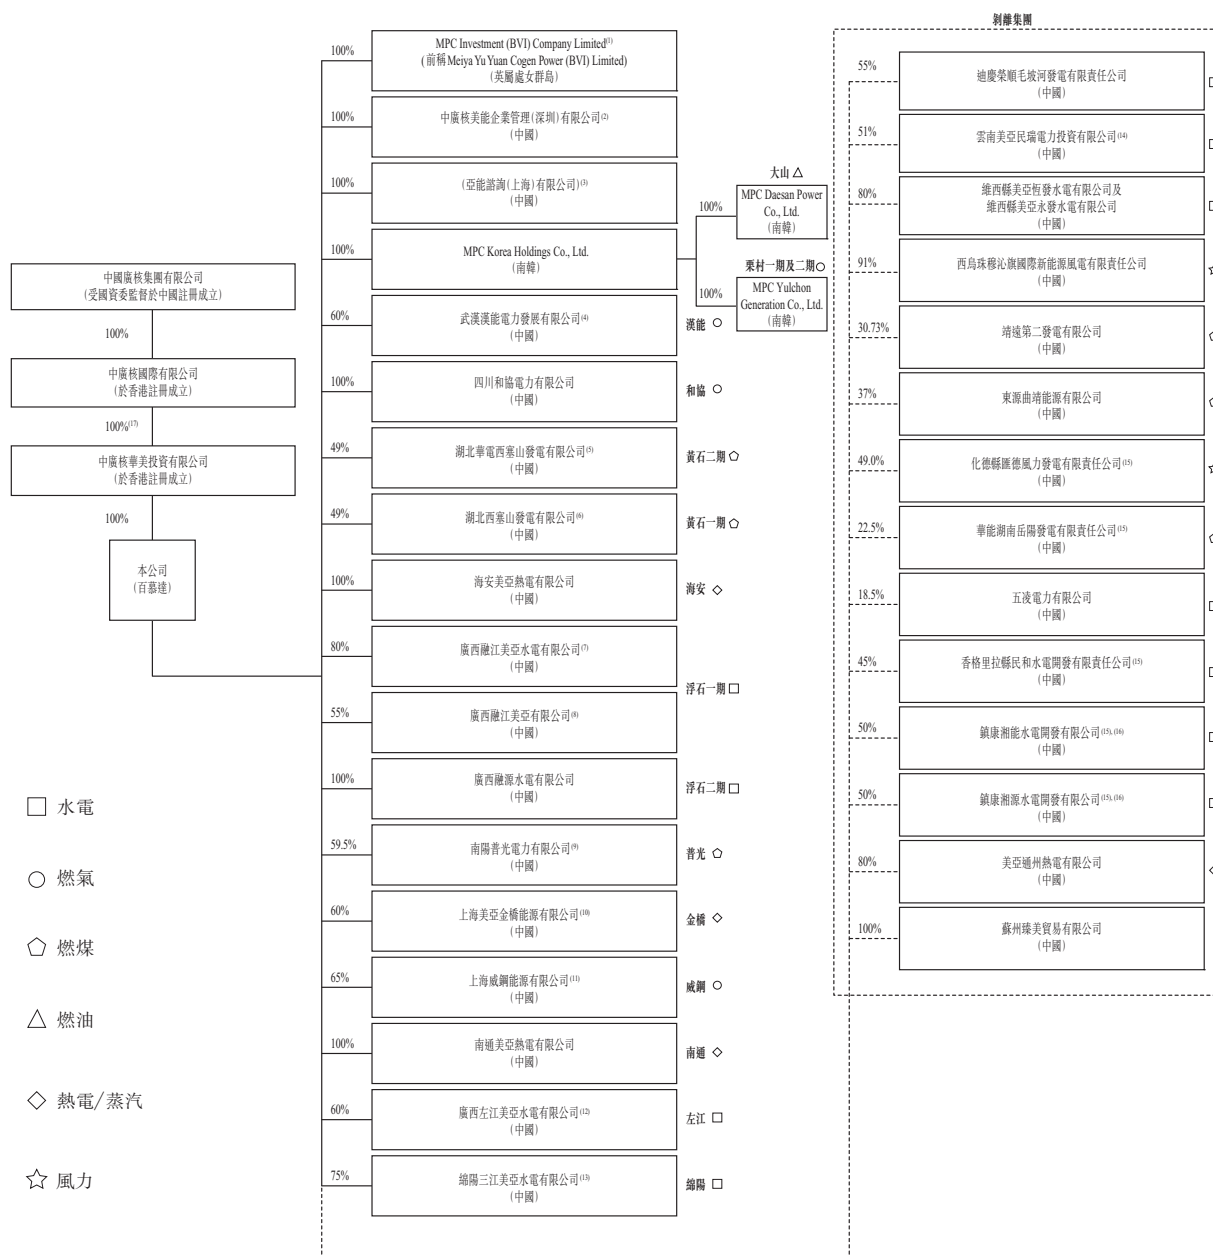 中國廣核集團有限公司
(受國資委監督於中國註冊成立)
100%
中廣核國際有限公司
(於香港註冊成立)
100%(17)
中廣核華美投資有限公司
(於香港註冊成立)
100%
本公司
(百慕達)
水電
燃氣
燃煤
燃油
熱電/蒸汽
風力
100%
MPC Investment (BVI) Company Limited(1)
(前稱Meiya Yu Yuan Cogen Power (BVI) Limited)
(英屬處女群島)
100%
中廣核美能企業管理(深圳)有限公司(2)
(中國)
100%
(亞能諮詢(上海)有限公司)(3)
(中國)
100%
MPC Korea Holdings Co., Ltd.
(南韓)
大山
100%
MPC Daesan Power
Co., Ltd.
(南韓)
栗村一期及二期
100%
MPC Yulchon
Generation Co., Ltd.
(南韓)
60%
武漢漢能電力發展有限公司(4)
(中國)
漢能
100%
四川和協電力有限公司
(中國)
和協
49%
湖北華電西塞山發電有限公司(5)
(中國)
黃石二期
49%
湖北西塞山發電有限公司(6)
(中國)
黃石一期
100%
海安美亞熱電有限公司
(中國)
海安
80%
廣西融江美亞水電有限公司(7)
(中國)
浮石一期
55%
廣西融江美亞有限公司(8)
(中國)
100%
廣西融源水電有限公司
(中國)
浮石二期
59.5%
南陽普光電力有限公司(9)
(中國)
普光
60%
上海美亞金橋能源有限公司(10)
(中國)
金橋
65%
上海威鋼能源有限公司(11)
(中國)
威鋼
100%
南通美亞熱電有限公司
(中國)
南通
60%
廣西左江美亞水電有限公司(12)
(中國)
左江
75%
綿陽三江美亞水電有限公司(13)
(中國)
綿陽
剝離集團
55%
迪慶榮順毛坡河發電有限責任公司
(中國)
51%
雲南美亞民瑞電力投資有限公司(14)
(中國)
80%
維西縣美亞恆發水電有限公司及
維西縣美亞永發水電有限公司
(中國)
91%
西烏珠穆沁旗國際新能源風電有限責任公司
(中國)
30.73%
靖遠第二發電有限公司
(中國)
37%
東源曲靖能源有限公司
(中國)
49.0%
化德縣匯德風力發電有限責任公司(15)
(中國)
22.5%
華能湖南岳陽發電有限責任公司(15)
(中國)
18.5%
五凌電力有限公司
(中國)
45%
香格里拉縣民和水電開發有限責任公司(15)
(中國)
50%
鎮康湘能水電開發有限公司(15), (16)
(中國)
50%
鎮康湘源水電開發有限公司(15), (16)
(中國)
80%
美亞通州熱電有限公司
(中國)
100%
蘇州臻美貿易有限公司
(中國)